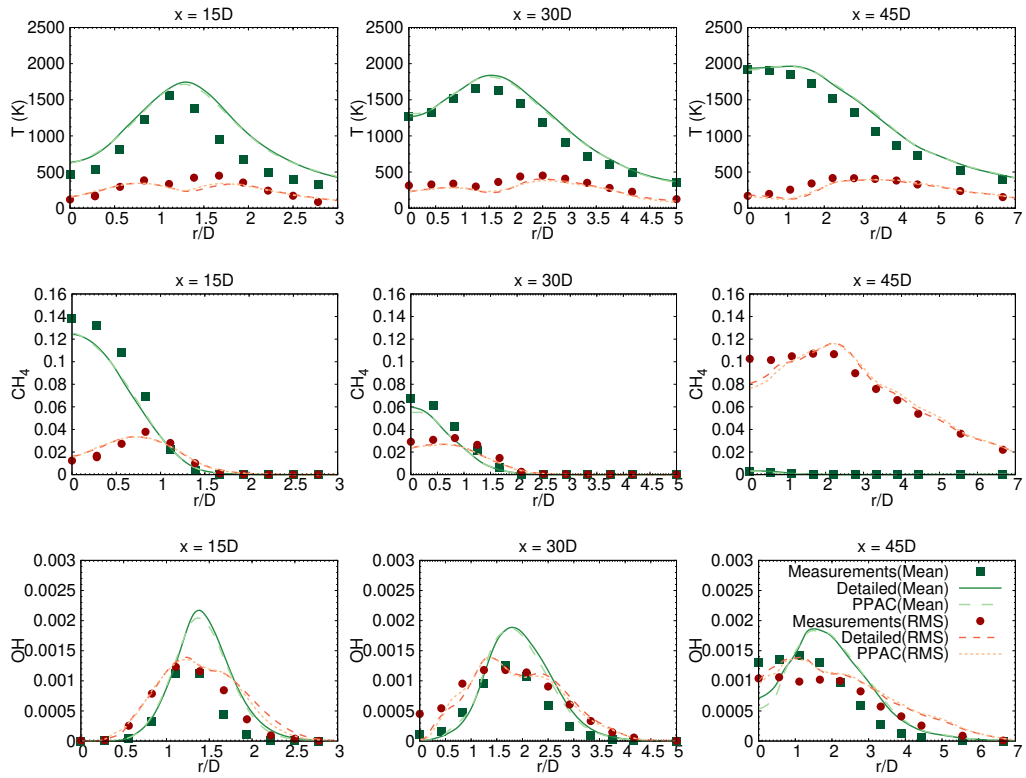 x = 15D
x = 30D
x = 45D
2500
2000
1500
1000
500
0
T (K)
0 0.5 1 1.5 2 2.5 3
r/D
2500
2000
1500
1000
500
0
T (K)
0 0.5 1 1.5 2 2.5 3 3.5 4 4.5 5
r/D
2500
2000
1500
1000
500
0
T (K)
0 1 2 3 4 5 6 7
r/D
x = 15D
x = 30D
x = 45D
0.16
0.14
0.12
0.1
0.08
0.06
0.04
0.02
0
CH4
0 0.5 1 1.5 2 2.5 3
r/D
0.16
0.14
0.12
0.1
0.08
0.06
0.04
0.02
0
CH4
0 0.5 1 1.5 2 2.5 3 3.5 4 4.5 5
r/D
0.16
0.14
0.12
0.1
0.08
0.06
0.04
0.02
0
CH4
0 1 2 3 4 5 6 7
r/D
x = 15D
x = 30D
x = 45D
0.003
0.0025
0.002
0.0015
0.001
0.0005
0
OH
0 0.5 1 1.5 2 2.5 3
r/D
0.003
0.0025
0.002
0.0015
0.001
0.0005
0
OH
0 0.5 1 1.5 2 2.5 3 3.5 4 4.5 5
r/D
0.003
0.0025
0.002
0.0015
0.001
0.0005
0
OH
0 1 2 3 4 5 6 7
r/D
Measurements(Mean)
Detailed(Mean)
PPAC(Mean)
Measurements(RMS)
Detailed(RMS)
PPAC(RMS)